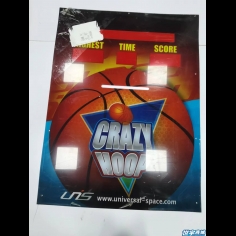 HIGHEST TIME SCORE
CRAZY
HOOP
UNS www.universal-space.com